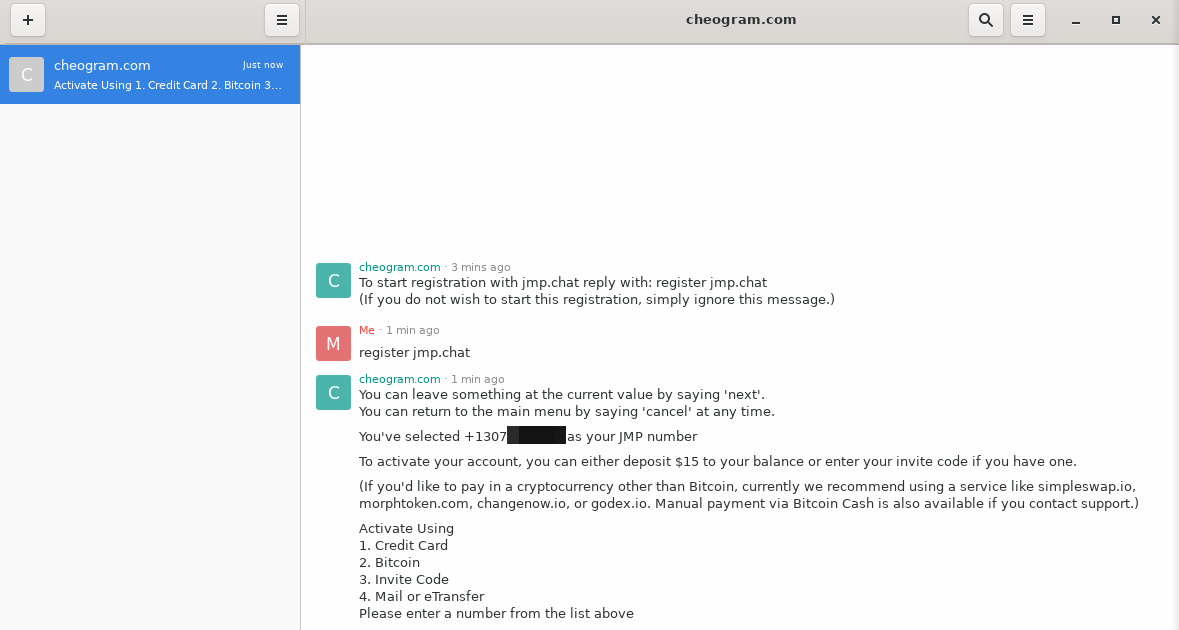 cheogram.com
C
cheogram.com
Just now
Activate Using 1. Credit Card 2. Bitcoin 3...
C
cheogram.com · 3 mins ago
To start registration with jmp.chat reply with: register jmp.chat
(If you do not wish to start this registration, simply ignore this message.)
M
Me · 1 min ago
register jmp.chat
C
cheogram.com · 1 min ago
You can leave something at the current value by saying 'next'.
You can return to the main menu by saying 'cancel' at any time.
You've selected +1307 as your JMP number
To activate your account, you can either deposit $15 to your balance or enter your invite code if you have one.
(If you'd like to pay in a cryptocurrency other than Bitcoin, currently we recommend using a service like simpleswap.io,
morphtoken.com, changenow.io, or godex.io. Manual payment via Bitcoin Cash is also available if you contact support.)
Activate Using
1. Credit Card
2. Bitcoin
3. Invite Code
4. Mail or eTransfer
Please enter a number from the list above